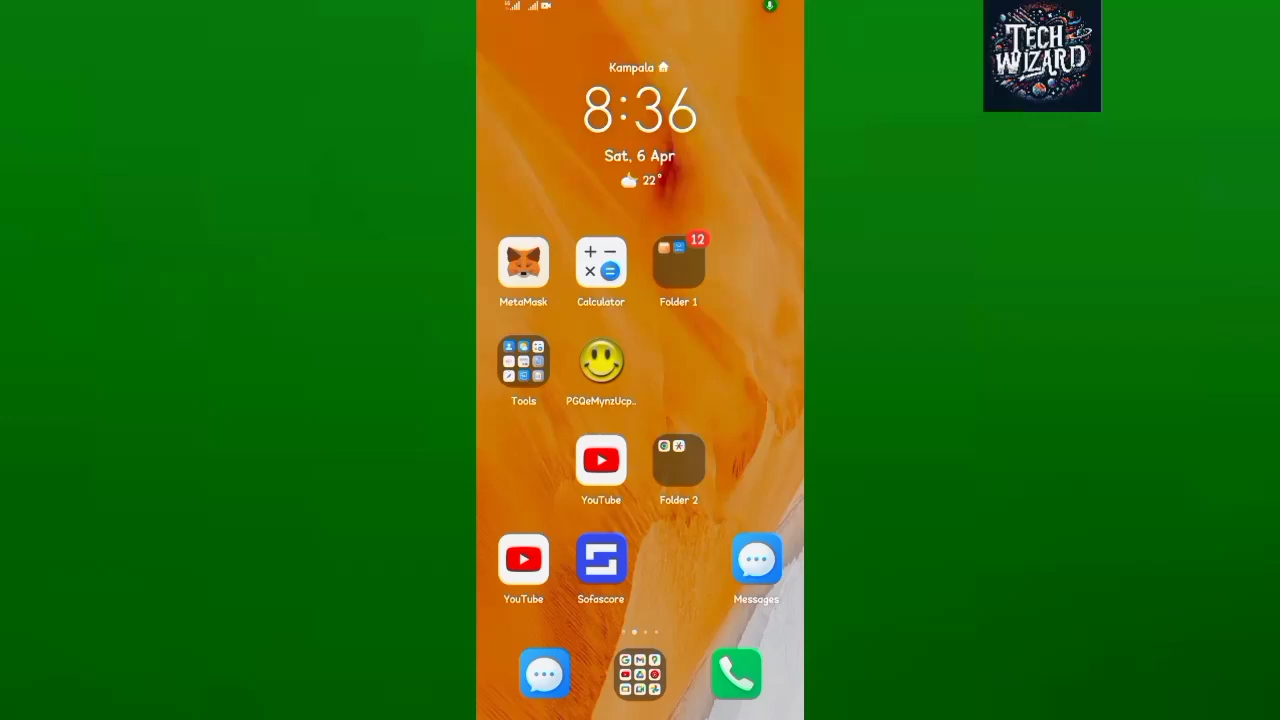 TECH
WIZARD
Kampala
8:36
Sat, 6 Apr
22°
12
MetaMask
Calculator
Folder 1
Tools
PGQeMynzUcp..
YouTube
Folder 2
YouTube
Sofascore
Messages